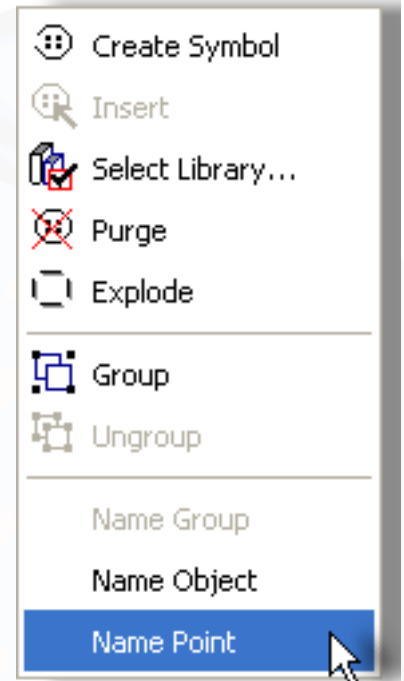 Create Symbol
Insert
Select Library...
Purge
Explode
Group
Ungroup
Name Group
Name Object
Name Point